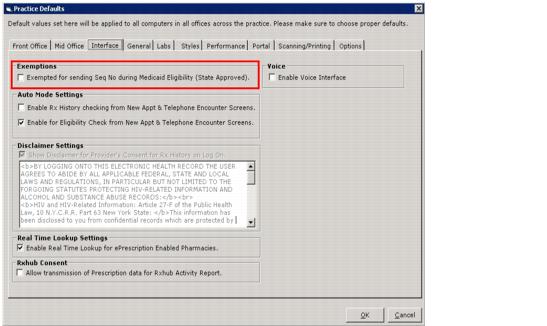 Practice Defaults
Default values set here will be applied to all computers in all offices across the practice. Please make sure to choose proper defaults.
Front Office Mid Office Interface General Labs Styles Performance Portal Scanning/Printing Options
Exemptions
Exempted for sending Seq No during Medicaid Eligibility (State Approved).
Voice
Enable Voice Interface
Auto Mode Settings
Enable Rx History checking from New Appt & Telephone Encounter Screens.
Enable for Eligibility Check from New Appt & Telephone Encounter Screens.
Disclaimer Settings
Show Disclaimer for Provider's Consent for Rx History on Log On
<b>BY LOGGING ONTO THIS ELECTRONIC HEALTH RECORD THE USER
AGREES TO ABIDE BY ALL APPLICABLE FEDERAL, STATE AND LOCAL
LAWS AND REGULATIONS, IN PARTICULAR BUT NOT LIMITED TO THE
FORGOING STATUTES PROTECTING HIV-RELATED INFORMATION AND
ALCOHOL AND SUBSTANCE ABUSE RECORDS:</b><br>
<b>HIV and HIV-Related Information: Article 27-F of the Public Health
Law, 10 N.Y.C.R.R. Part 63 New York State: </b>This information has
been disclosed to you from confidential records which are protected by
Real Time Lookup Settings
Enable Real Time Lookup for ePrescription Enabled Pharmacies.
Rxhub Consent
Allow transmission of Prescription data for Rxhub Activity Report.
OK Cancel